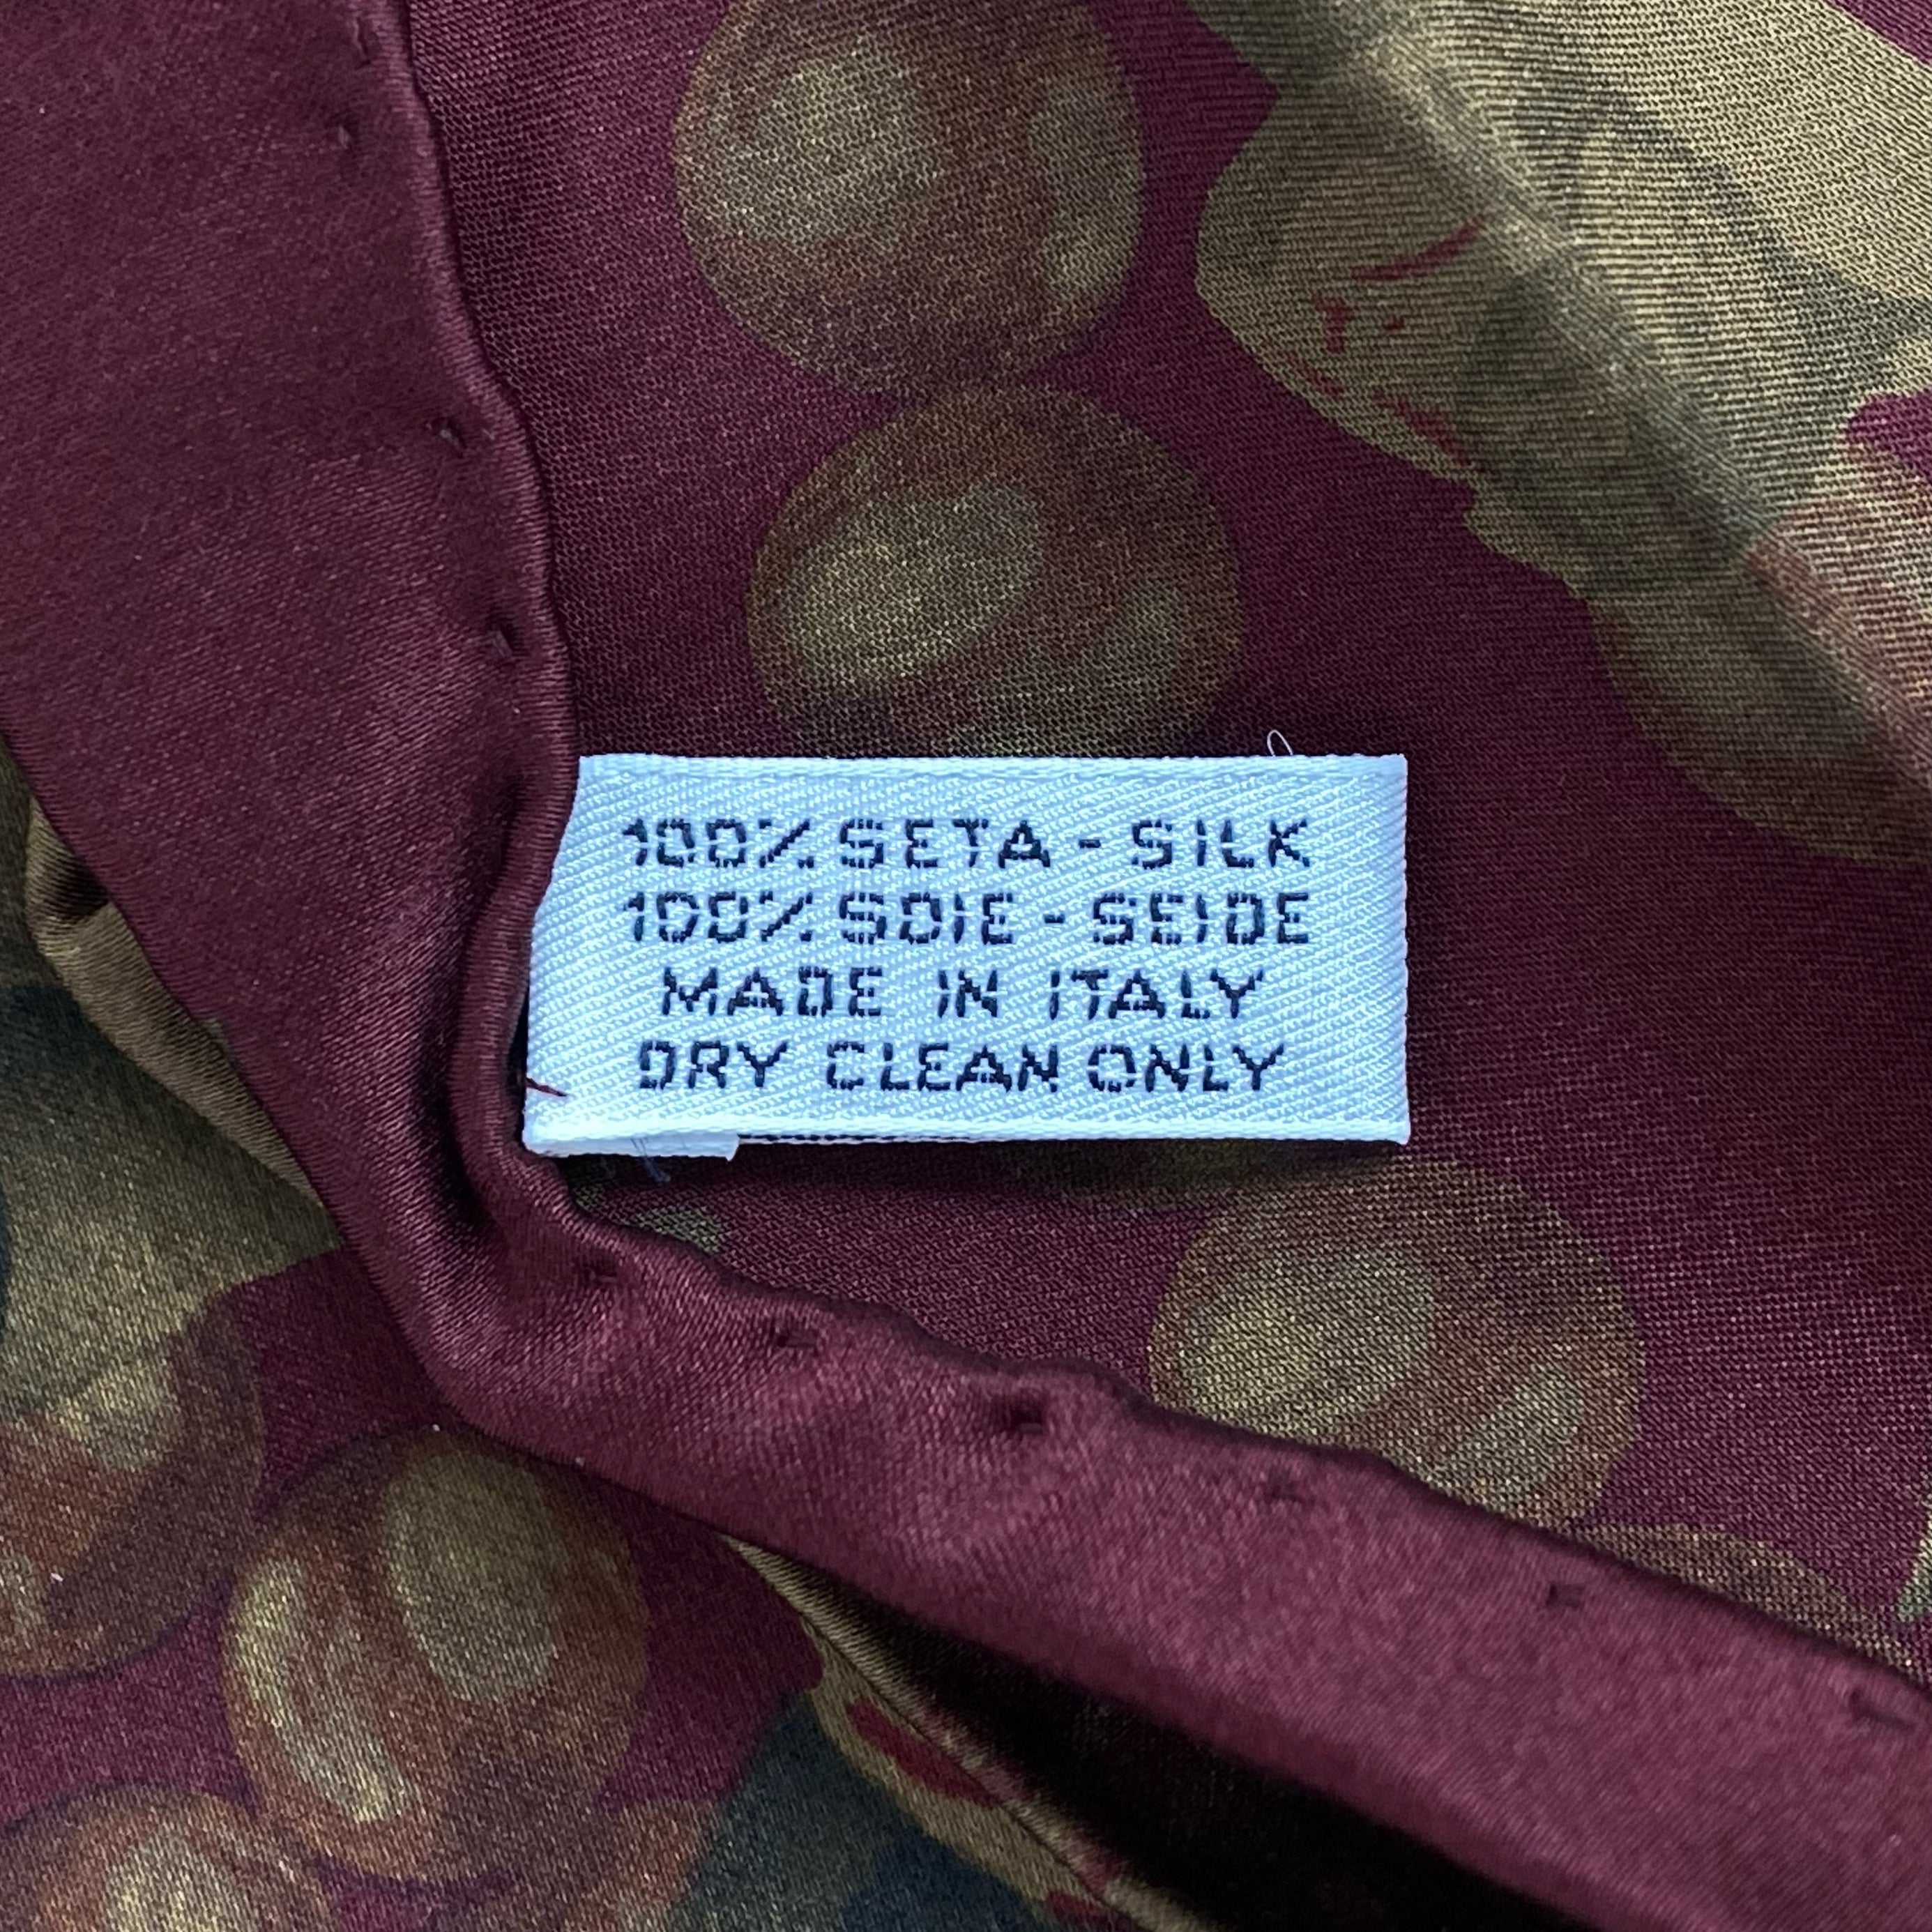 100% SETA - SILK
100% SOIE - SEIDE
MADE IN ITALY
DRY CLEAN ONLY